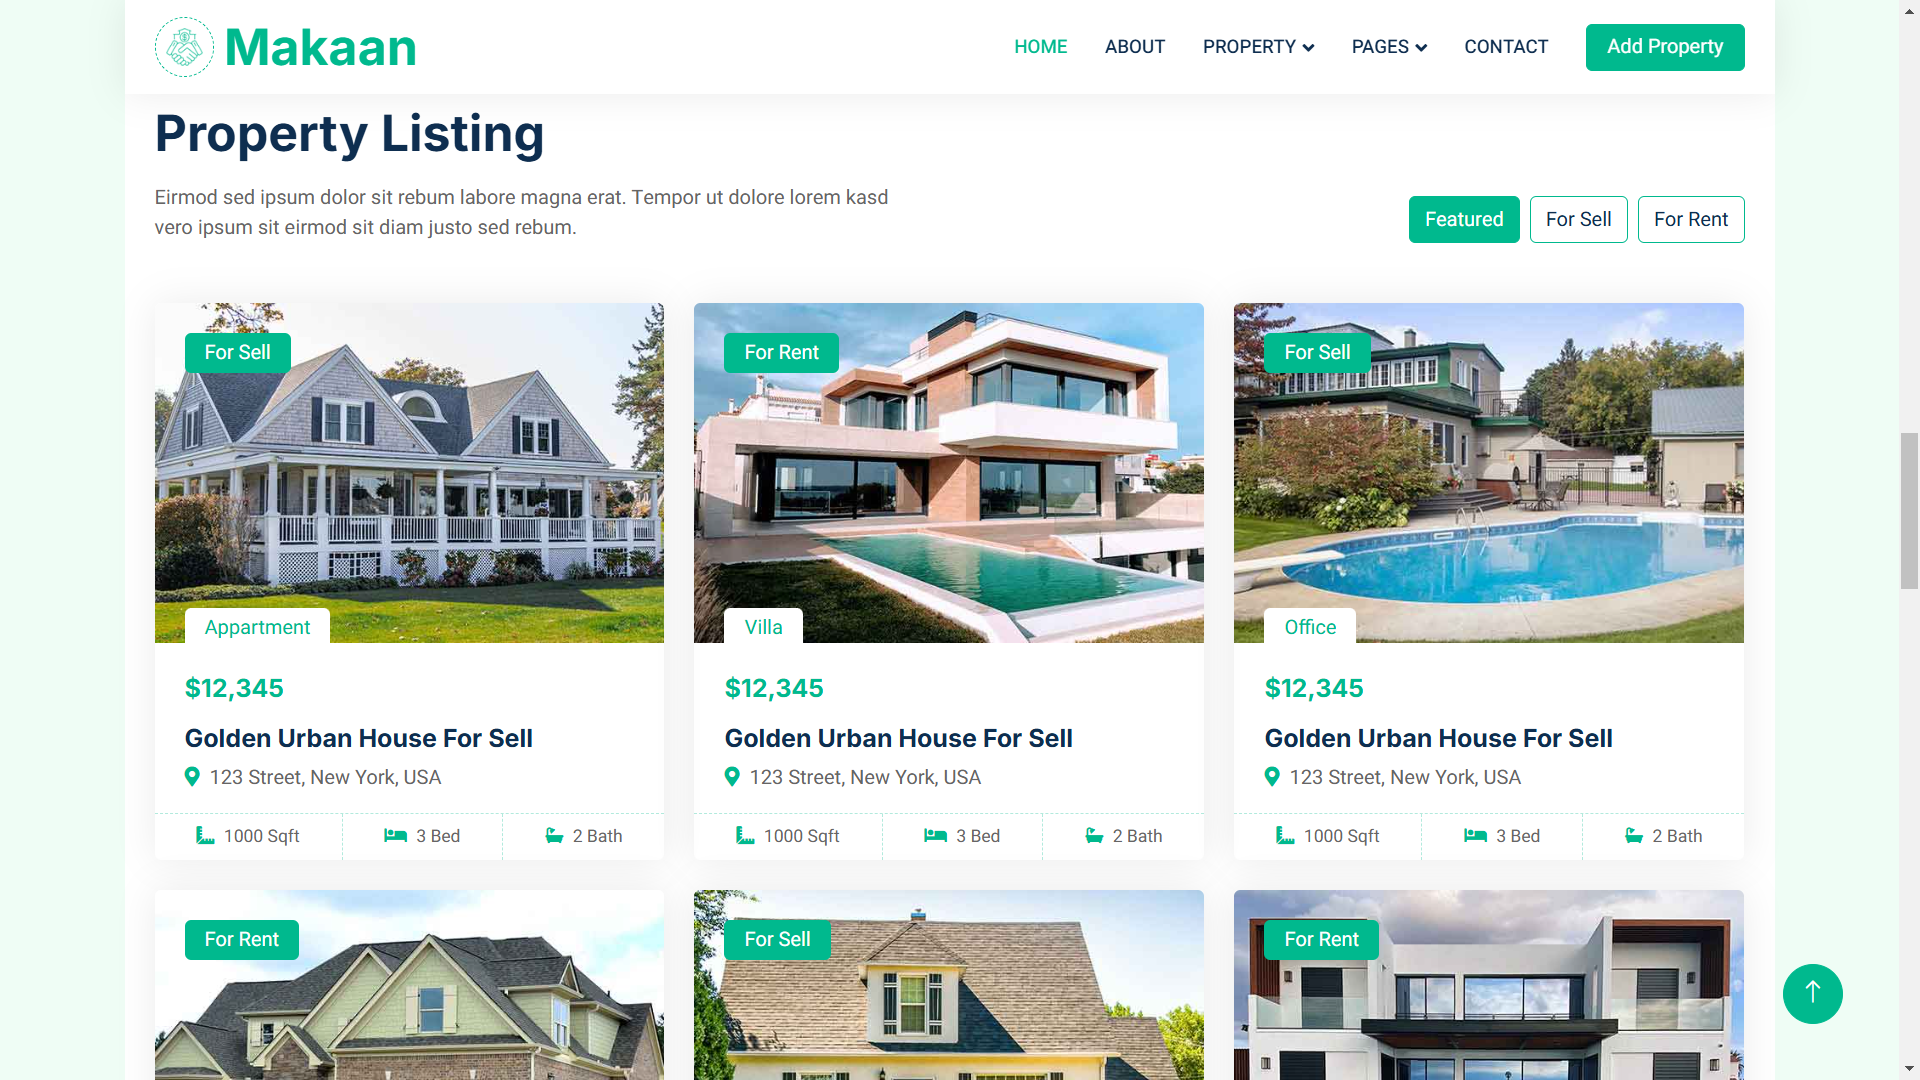 Makaan
HOME
ABOUT
PROPERTY
PAGES
CONTACT
Add Property
Property Listing
Eirmod sed ipsum dolor sit rebum labore magna erat. Tempor ut dolore lorem kasd
vero ipsum sit eirmod sit diam justo sed rebum.
Featured
For Sell
For Rent
For Sell
Appartment
$12,345
Golden Urban House For Sell
123 Street, New York, USA
1000 Sqft
3 Bed
2 Bath
For Rent
Villa
$12,345
Golden Urban House For Sell
123 Street, New York, USA
1000 Sqft
3 Bed
2 Bath
For Sell
Office
$12,345
Golden Urban House For Sell
123 Street, New York, USA
1000 Sqft
3 Bed
2 Bath
For Rent
For Sell
For Rent